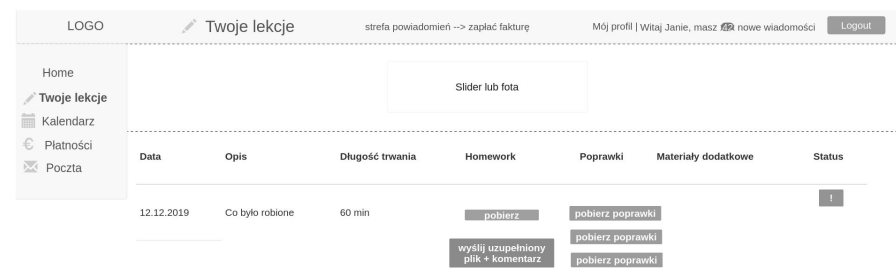 LOGO
Twoje lekcje
strefa powiadomień --> zapłać fakturę
Mój profil | Witaj Janie, masz nowe wiadomości
Logout
Home
Twoje lekcje
Kalendarz
€ Płatności
Poczta
Slider lub fota
Data Opis Długość trwania Homework Poprawki Materiały dodatkowe Status
!
12.12.2019 Co było robione 60 min pobierz pobierz poprawki
pobierz poprawki
wyślij uzupełniony
plik + komentarz
pobierz poprawki